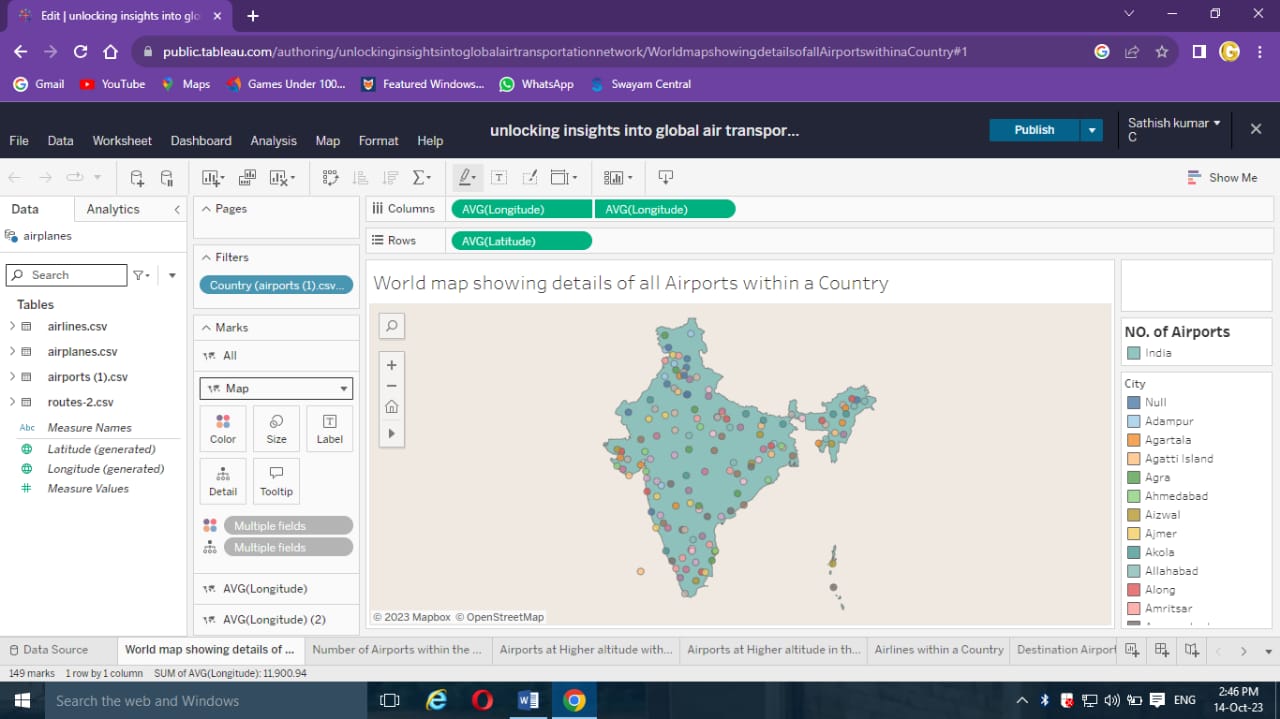 Edit | unlocking insights into glo
public.tableau.com/authoring/unlockinginsightsintoglobalairtransportationnetwork/WorldmapshowingdetailsofallAirportswithinaCountry#1
Gmail YouTube Maps Games Under 100... Featured Windows... WhatsApp Swayam Central
File Data Worksheet Dashboard Analysis Map Format Help
unlocking insights into global air transpor...
Publish
Sathish kumar C
Show Me
Data Analytics
airplanes
Search
Tables
airlines.csv
airplanes.csv
airports (1).csv
routes-2.csv
Abc Measure Names
Latitude (generated)
Longitude (generated)
Measure Values
Pages
Filters
Country (airports (1).csv...
Marks
All
Map
Color Size Label
Detail Tooltip
Multiple fields
Multiple fields
AVG(Longitude)
AVG(Longitude) (2)
Columns AVG(Longitude) AVG(Longitude)
Rows AVG(Latitude)
World map showing details of all Airports within a Country
© 2023 Mapbox © OpenStreetMap
NO. of Airports
India
City
Null
Adampur
Agartala
Agatti Island
Agra
Ahmedabad
Aizwal
Ajmer
Akola
Allahabad
Along
Amritsar
Data Source World map showing details of ... Number of Airports within the ... Airports at Higher altitude with... Airports at Higher altitude in th... Airlines within a Country Destination Airport
149 marks 1 row by 1 column SUM of AVG(Longitude): 11,900.94
Search the web and Windows
ENG
2:46 PM
14-Oct-23